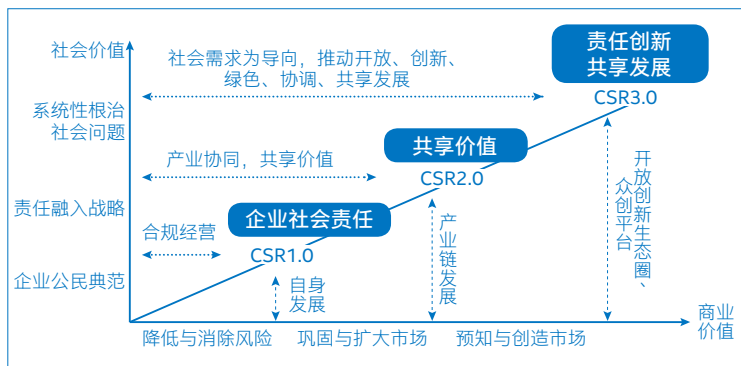 社会价值
系统性根治
社会问题
责任融入战略
企业公民典范
社会需求为导向，推动开放、创新、
绿色、协调、共享发展
责任创新
共享发展
CSR3.0
产业协同，共享价值
共享价值
CSR2.0
合规经营
企业社会责任
CSR1.0
自身
发展
产业链发展
开放创新生态圈、
众创平台
降低与消除风险
巩固与扩大市场
预知与创造市场
商业
价值